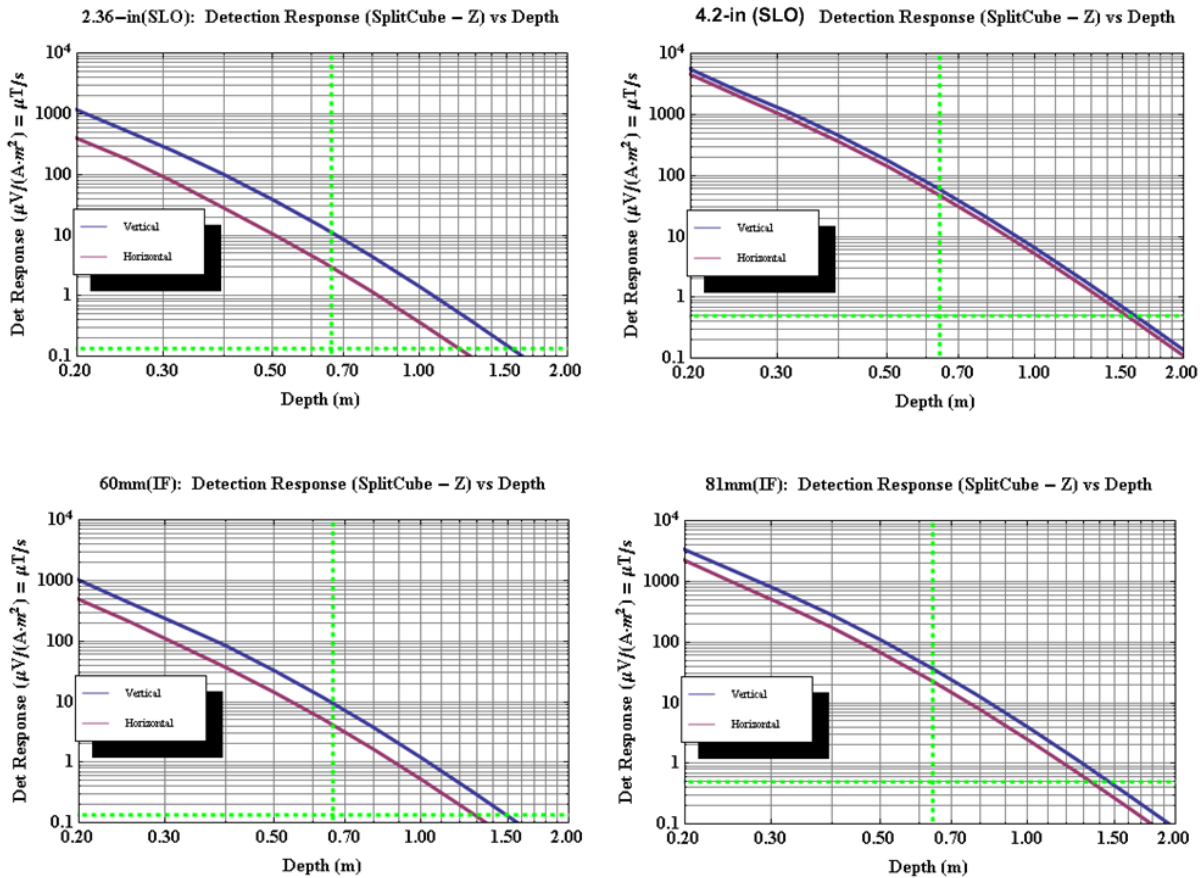 2.36−in(SLO): Detection Response (SplitCube − Z) vs Depth
Det Response (μV/(A·m²) = μT/s
10⁴
1000
100
10
1
0.1
Vertical
Horizontal
0.20 0.30 0.50 0.70 1.00 1.50 2.00
Depth (m)
4.2-in (SLO) Detection Response (SplitCube − Z) vs Depth
Det Response (μV/(A·m²) = μT/s
10⁴
1000
100
10
1
0.1
Vertical
Horizontal
0.20 0.30 0.50 0.70 1.00 1.50 2.00
Depth (m)
60mm(IF): Detection Response (SplitCube − Z) vs Depth
Det Response (μV/(A·m²) = μT/s
10⁴
1000
100
10
1
0.1
Vertical
Horizontal
0.20 0.30 0.50 0.70 1.00 1.50 2.00
Depth (m)
81mm(IF): Detection Response (SplitCube − Z) vs Depth
Det Response (μV/(A·m²) = μT/s
10⁴
1000
100
10
1
0.1
Vertical
Horizontal
0.20 0.30 0.50 0.70 1.00 1.50 2.00
Depth (m)